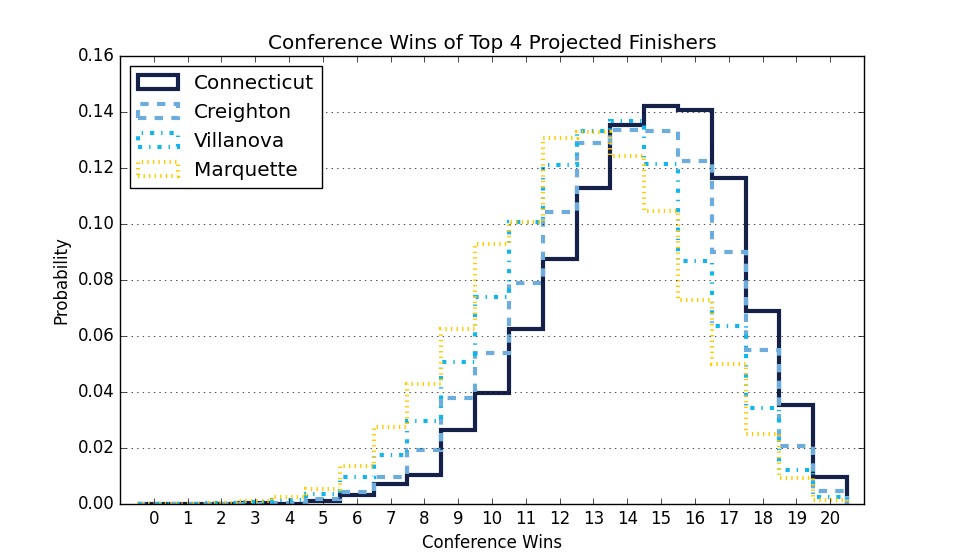 Conference Wins of Top 4 Projected Finishers
Connecticut
Creighton
Villanova
Marquette
Probability
0.16
0.14
0.12
0.10
0.08
0.06
0.04
0.02
0.00
0 1 2 3 4 5 6 7 8 9 10 11 12 13 14 15 16 17 18 19 20
Conference Wins